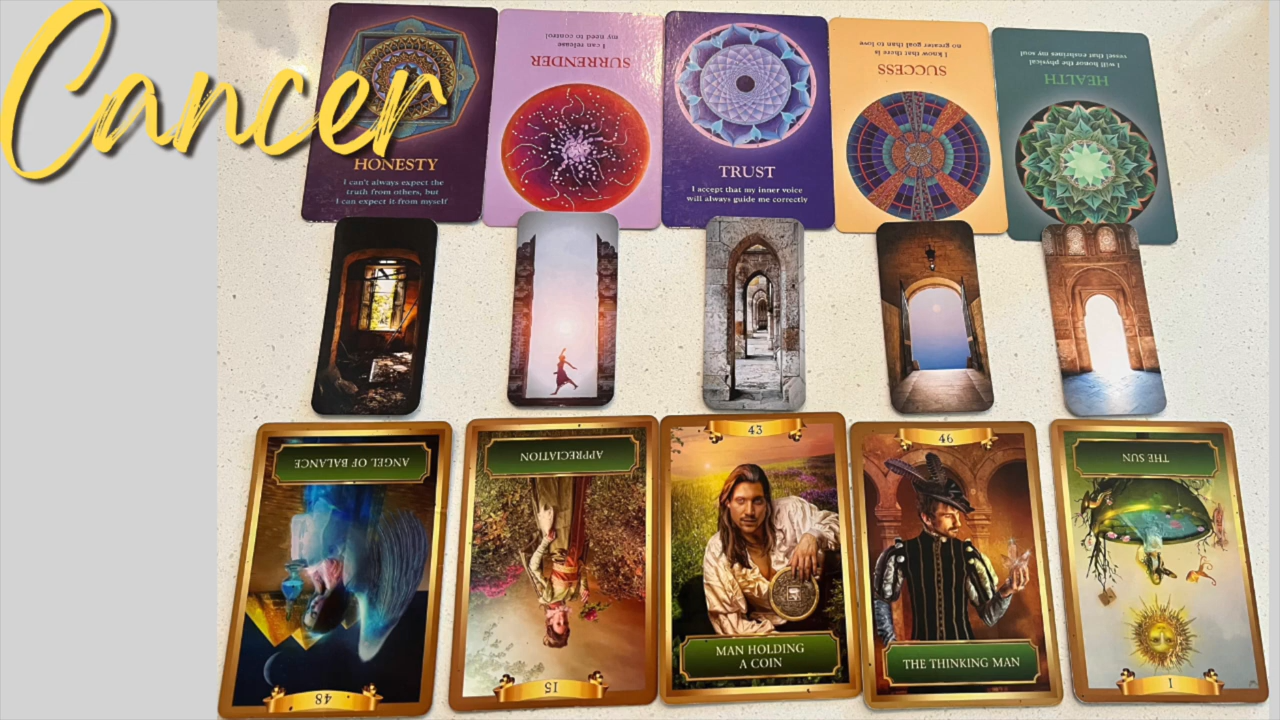 Cancer
HONESTY
I can't always expect the
truth from others, but
I can expect it from myself
SURRENDER
I can release
my need to control
TRUST
I accept that my inner voice
will always guide me correctly
SUCCESS
I know that there is
no greater goal than to love
HEALTH
I will honor the physical
vessel that enshrines my soul
ANGEL OF BALANCE
48
APPRECIATION
15
43
MAN HOLDING
A COIN
46
THE THINKING MAN
THE SUN
1